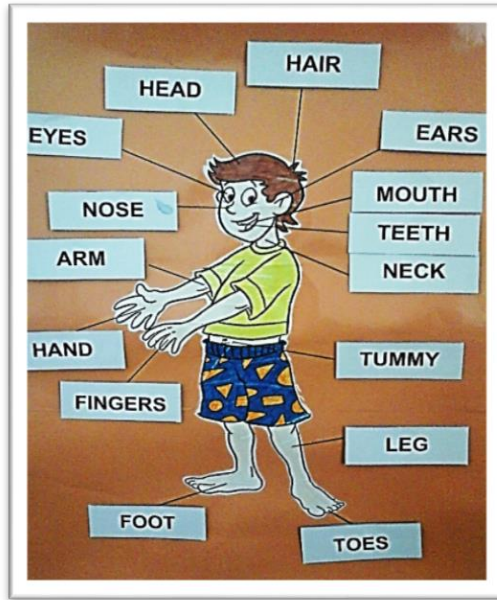 HAIR
HEAD
EYES
EARS
MOUTH
NOSE
TEETH
ARM
NECK
HAND
TUMMY
FINGERS
LEG
FOOT
TOES